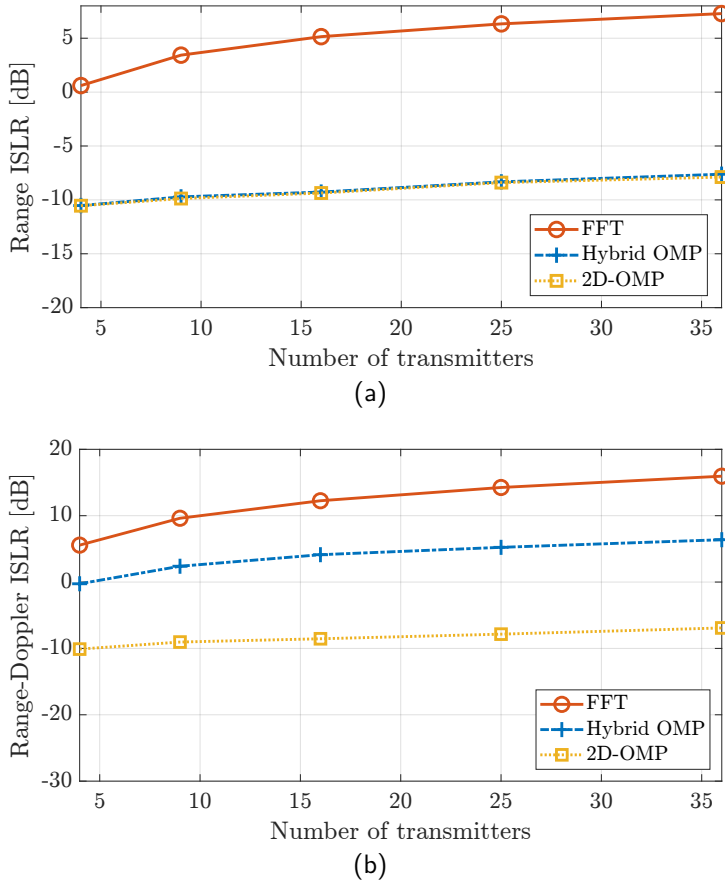 Range ISLR [dB]
5
0
-5
-10
-15
-20
FFT
Hybrid OMP
2D-OMP
5 10 15 20 25 30 35
Number of transmitters
(a)
Range-Doppler ISLR [dB]
20
10
0
-10
-20
-30
FFT
Hybrid OMP
2D-OMP
5 10 15 20 25 30 35
Number of transmitters
(b)